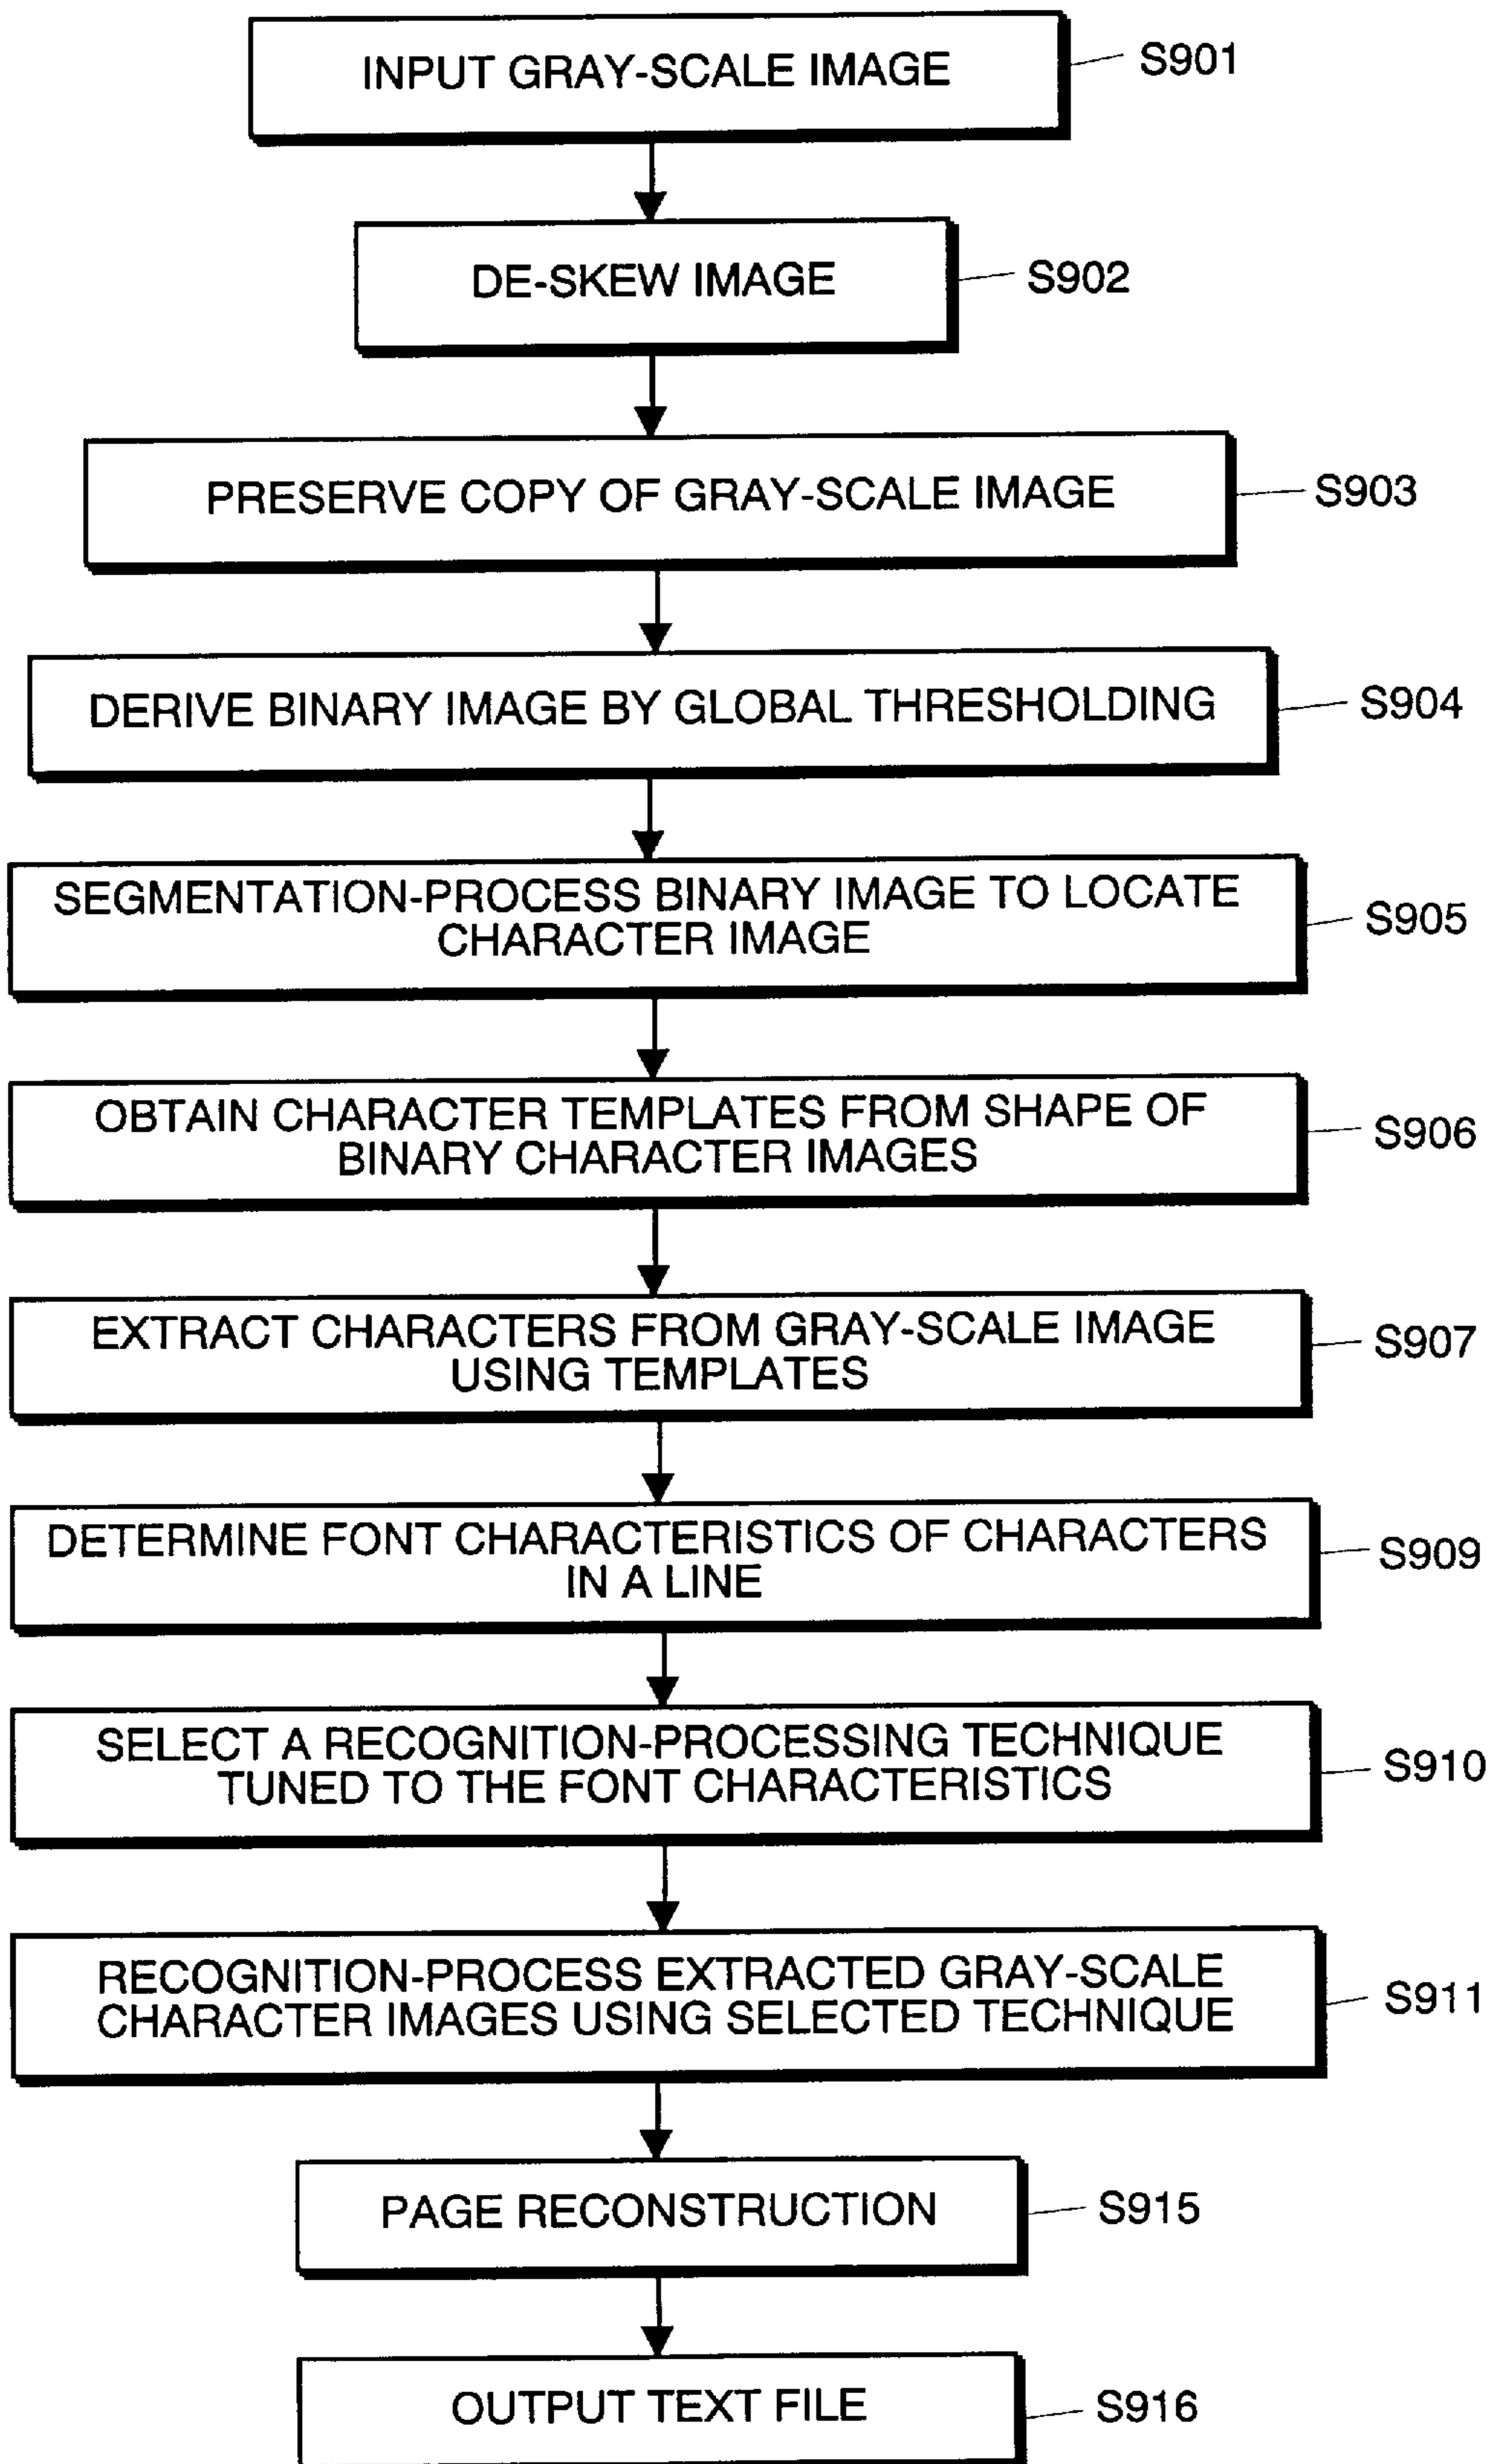 INPUT GRAY-SCALE IMAGE
S901
DE-SKEW IMAGE
S902
PRESERVE COPY OF GRAY-SCALE IMAGE
S903
DERIVE BINARY IMAGE BY GLOBAL THRESHOLDING
S904
SEGMENTATION-PROCESS BINARY IMAGE TO LOCATE
CHARACTER IMAGE
S905
OBTAIN CHARACTER TEMPLATES FROM SHAPE OF
BINARY CHARACTER IMAGES
S906
EXTRACT CHARACTERS FROM GRAY-SCALE IMAGE
USING TEMPLATES
S907
DETERMINE FONT CHARACTERISTICS OF CHARACTERS
IN A LINE
S909
SELECT A RECOGNITION-PROCESSING TECHNIQUE
TUNED TO THE FONT CHARACTERISTICS
S910
RECOGNITION-PROCESS EXTRACTED GRAY-SCALE
CHARACTER IMAGES USING SELECTED TECHNIQUE
S911
PAGE RECONSTRUCTION
S915
OUTPUT TEXT FILE
S916